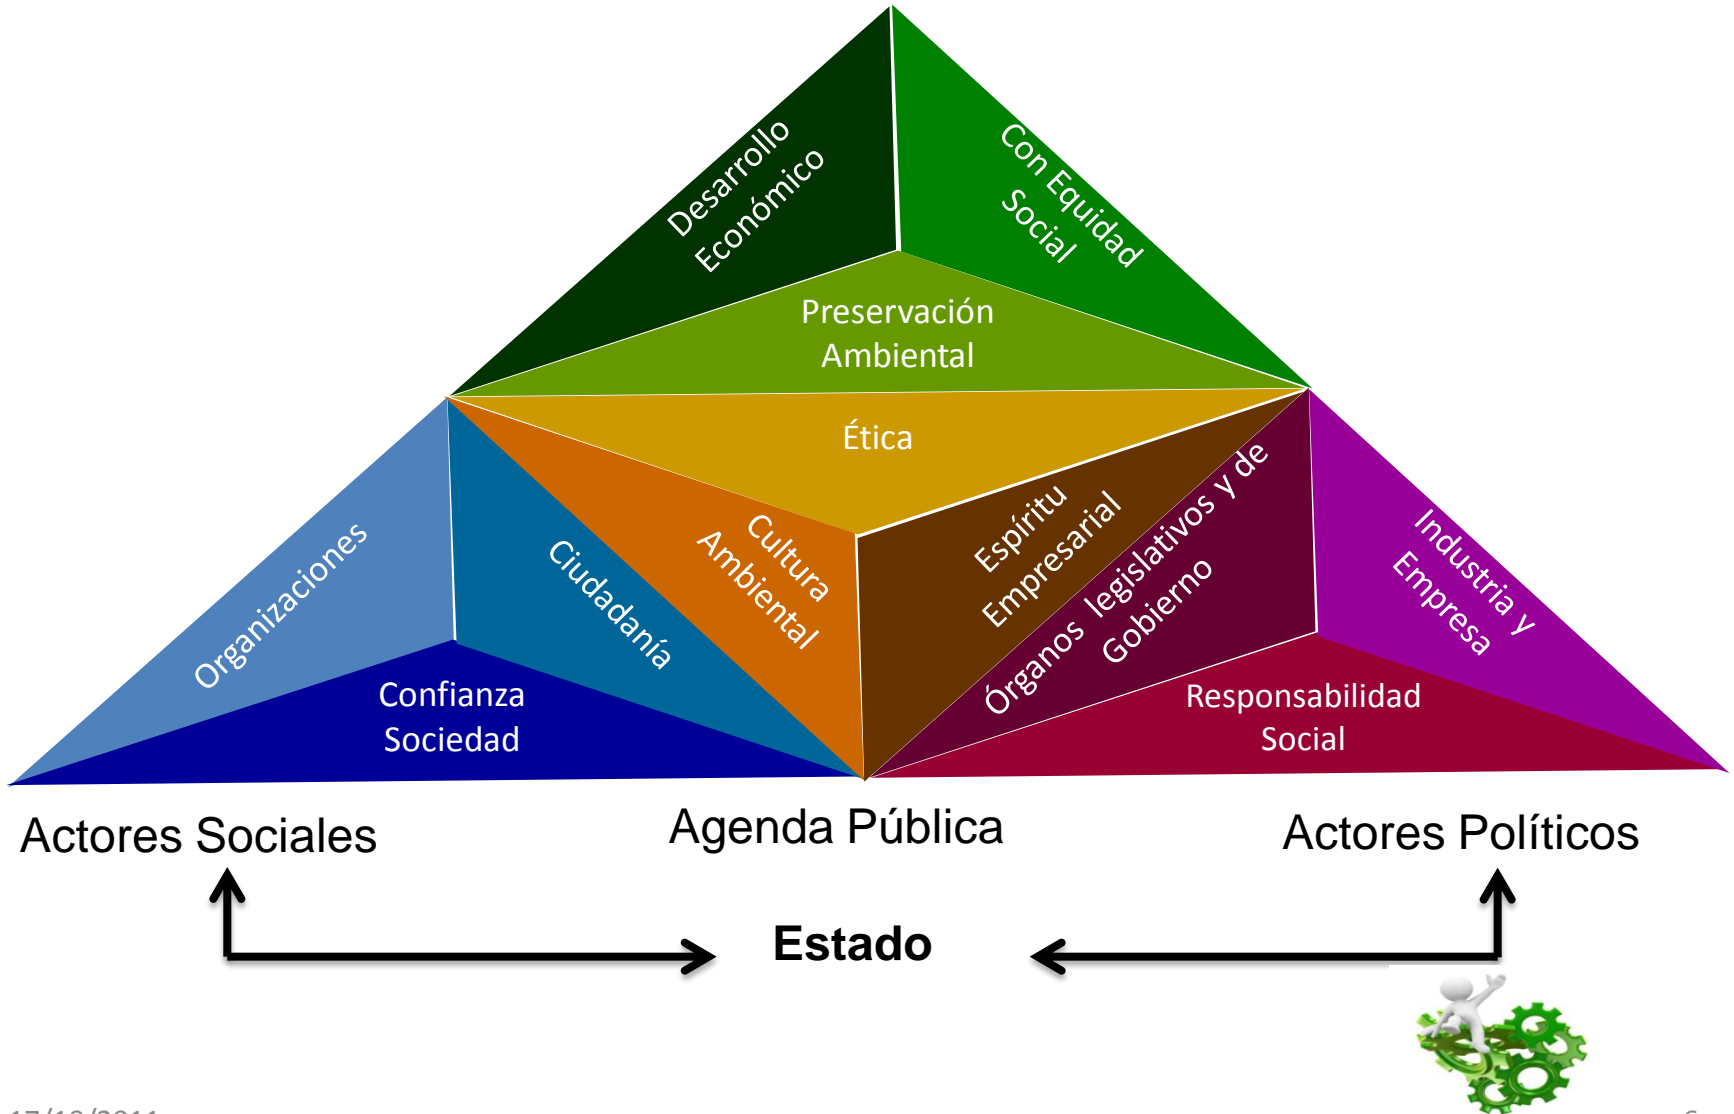 Desarrollo
Económico
Con Equidad
Social
Preservación
Ambiental
Ética
Organizaciones
Ciudadanía
Confianza
Sociedad
Cultura
Ambiental
Espíritu
Empresarial
Órganos legislativos y de
Gobierno
Industria y
Empresa
Responsabilidad
Social
Actores Sociales
Agenda Pública
Actores Políticos
Estado